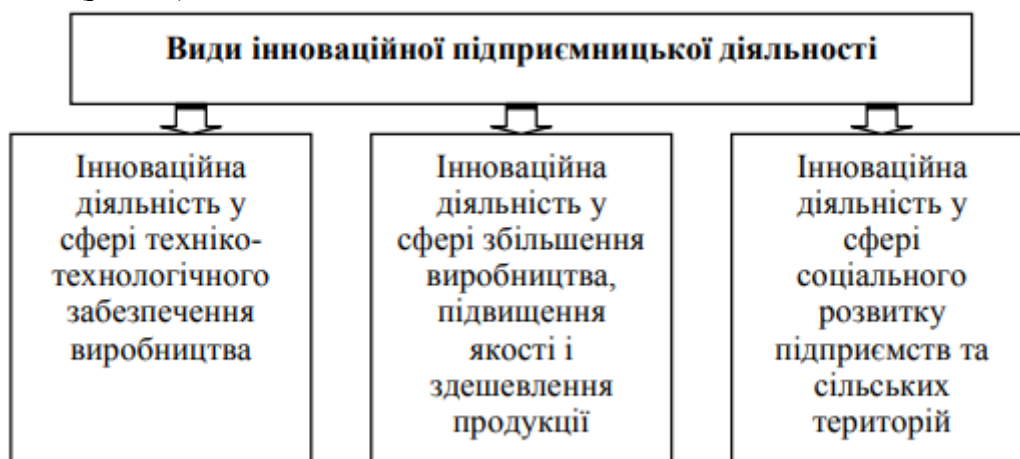 Види інноваційної підприємницької діяльності
Інноваційна
діяльність у
сфері техніко-
технологічного
забезпечення
виробництва
Інноваційна
діяльність у
сфері збільшення
виробництва,
підвищення
якості і
здешевлення
продукції
Інноваційна
діяльність у
сфері
соціального
розвитку
підприємств та
сільських
територій